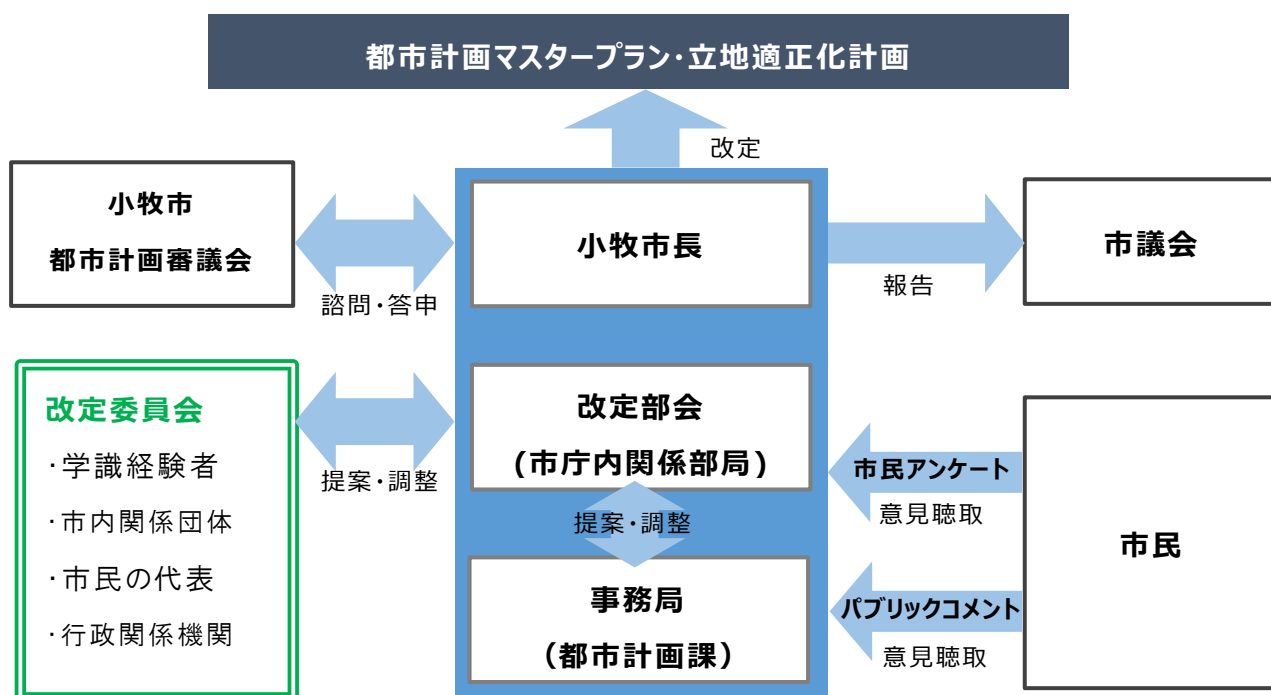 都市計画マスタープラン・立地適正化計画
改定
小牧市
都市計画審議会
諮問・答申
小牧市長
報告
市議会
改定委員会
・学識経験者
・市内関係団体
・市民の代表
・行政関係機関
提案・調整
改定部会
(市庁内関係部局)
提案・調整
事務局
(都市計画課)
市民アンケート
意見聴取
パブリックコメント
意見聴取
市民